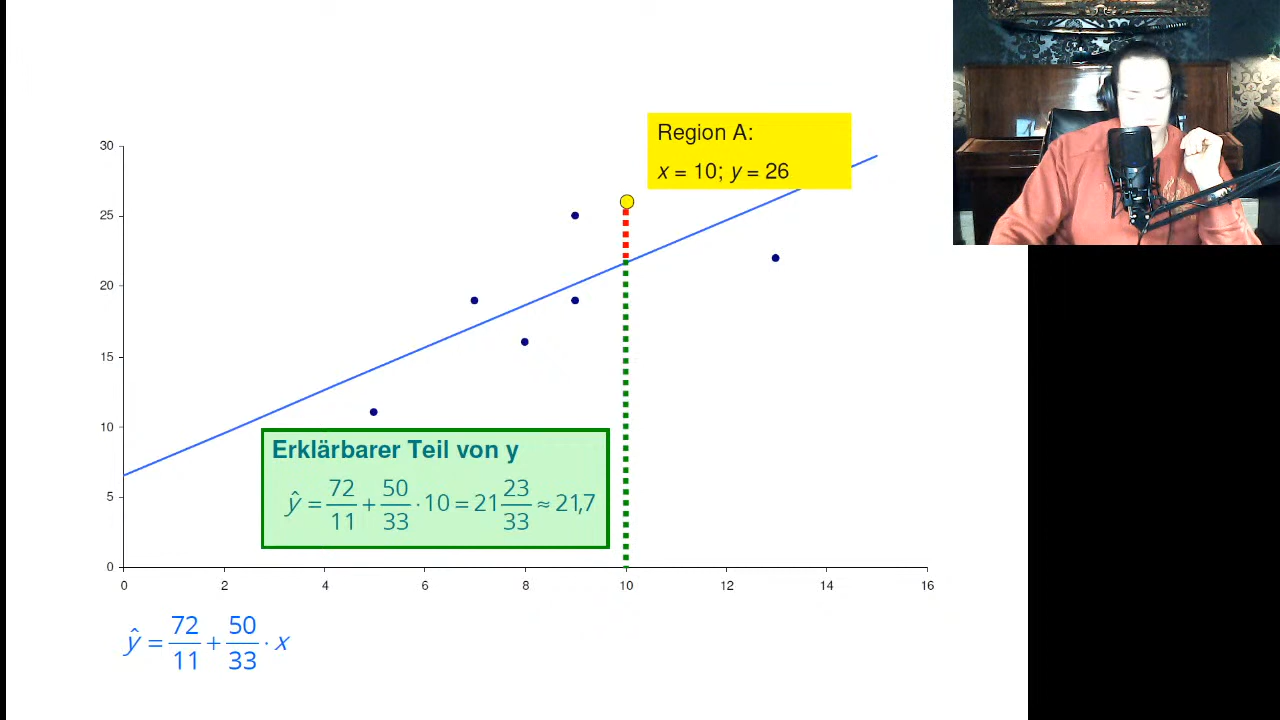 Region A:
x = 10; y = 26
30
25
20
15
10
5
0
Erklärbarer Teil von y
ŷ = 72/11 + 50/33 · 10 = 21 23/33 ≈ 21,7
0 2 4 6 8 10 12 14 16
ŷ = 72/11 + 50/33 · x